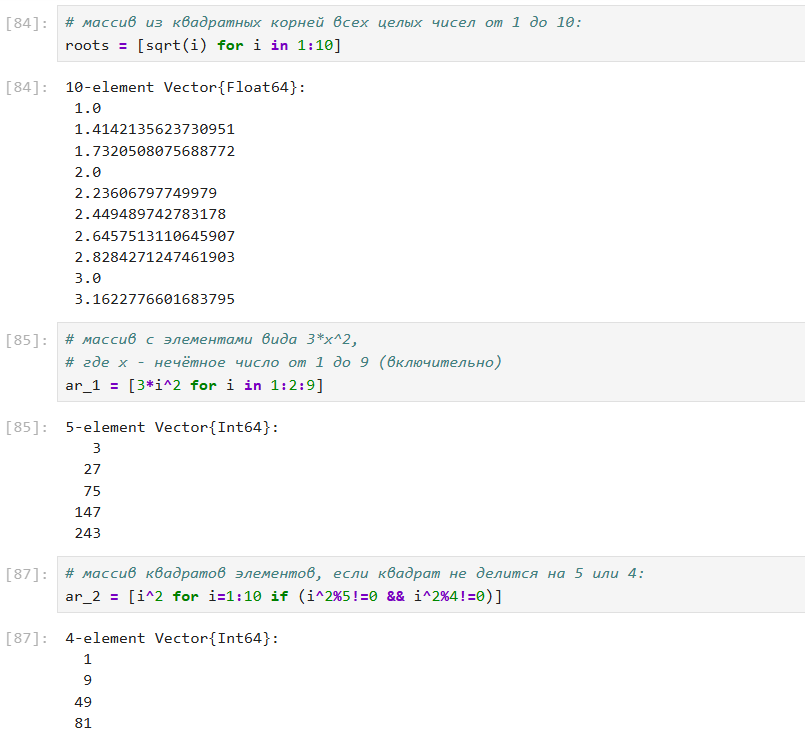 [84]: # массив из квадратных корней всех целых чисел от 1 до 10:
roots = [sqrt(i) for i in 1:10]
[84]: 10-element Vector{Float64}:
1.0
1.4142135623730951
1.7320508075688772
2.0
2.23606797749979
2.449489742783178
2.6457513110645907
2.8284271247461903
3.0
3.1622776601683795
[85]: # массив с элементами вида 3*x^2,
# где x - нечётное число от 1 до 9 (включительно)
ar_1 = [3*i^2 for i in 1:2:9]
[85]: 5-element Vector{Int64}:
3
27
75
147
243
[87]: # массив квадратов элементов, если квадрат не делится на 5 или 4:
ar_2 = [i^2 for i=1:10 if (i^2%5!=0 && i^2%4!=0)]
[87]: 4-element Vector{Int64}:
1
9
49
81